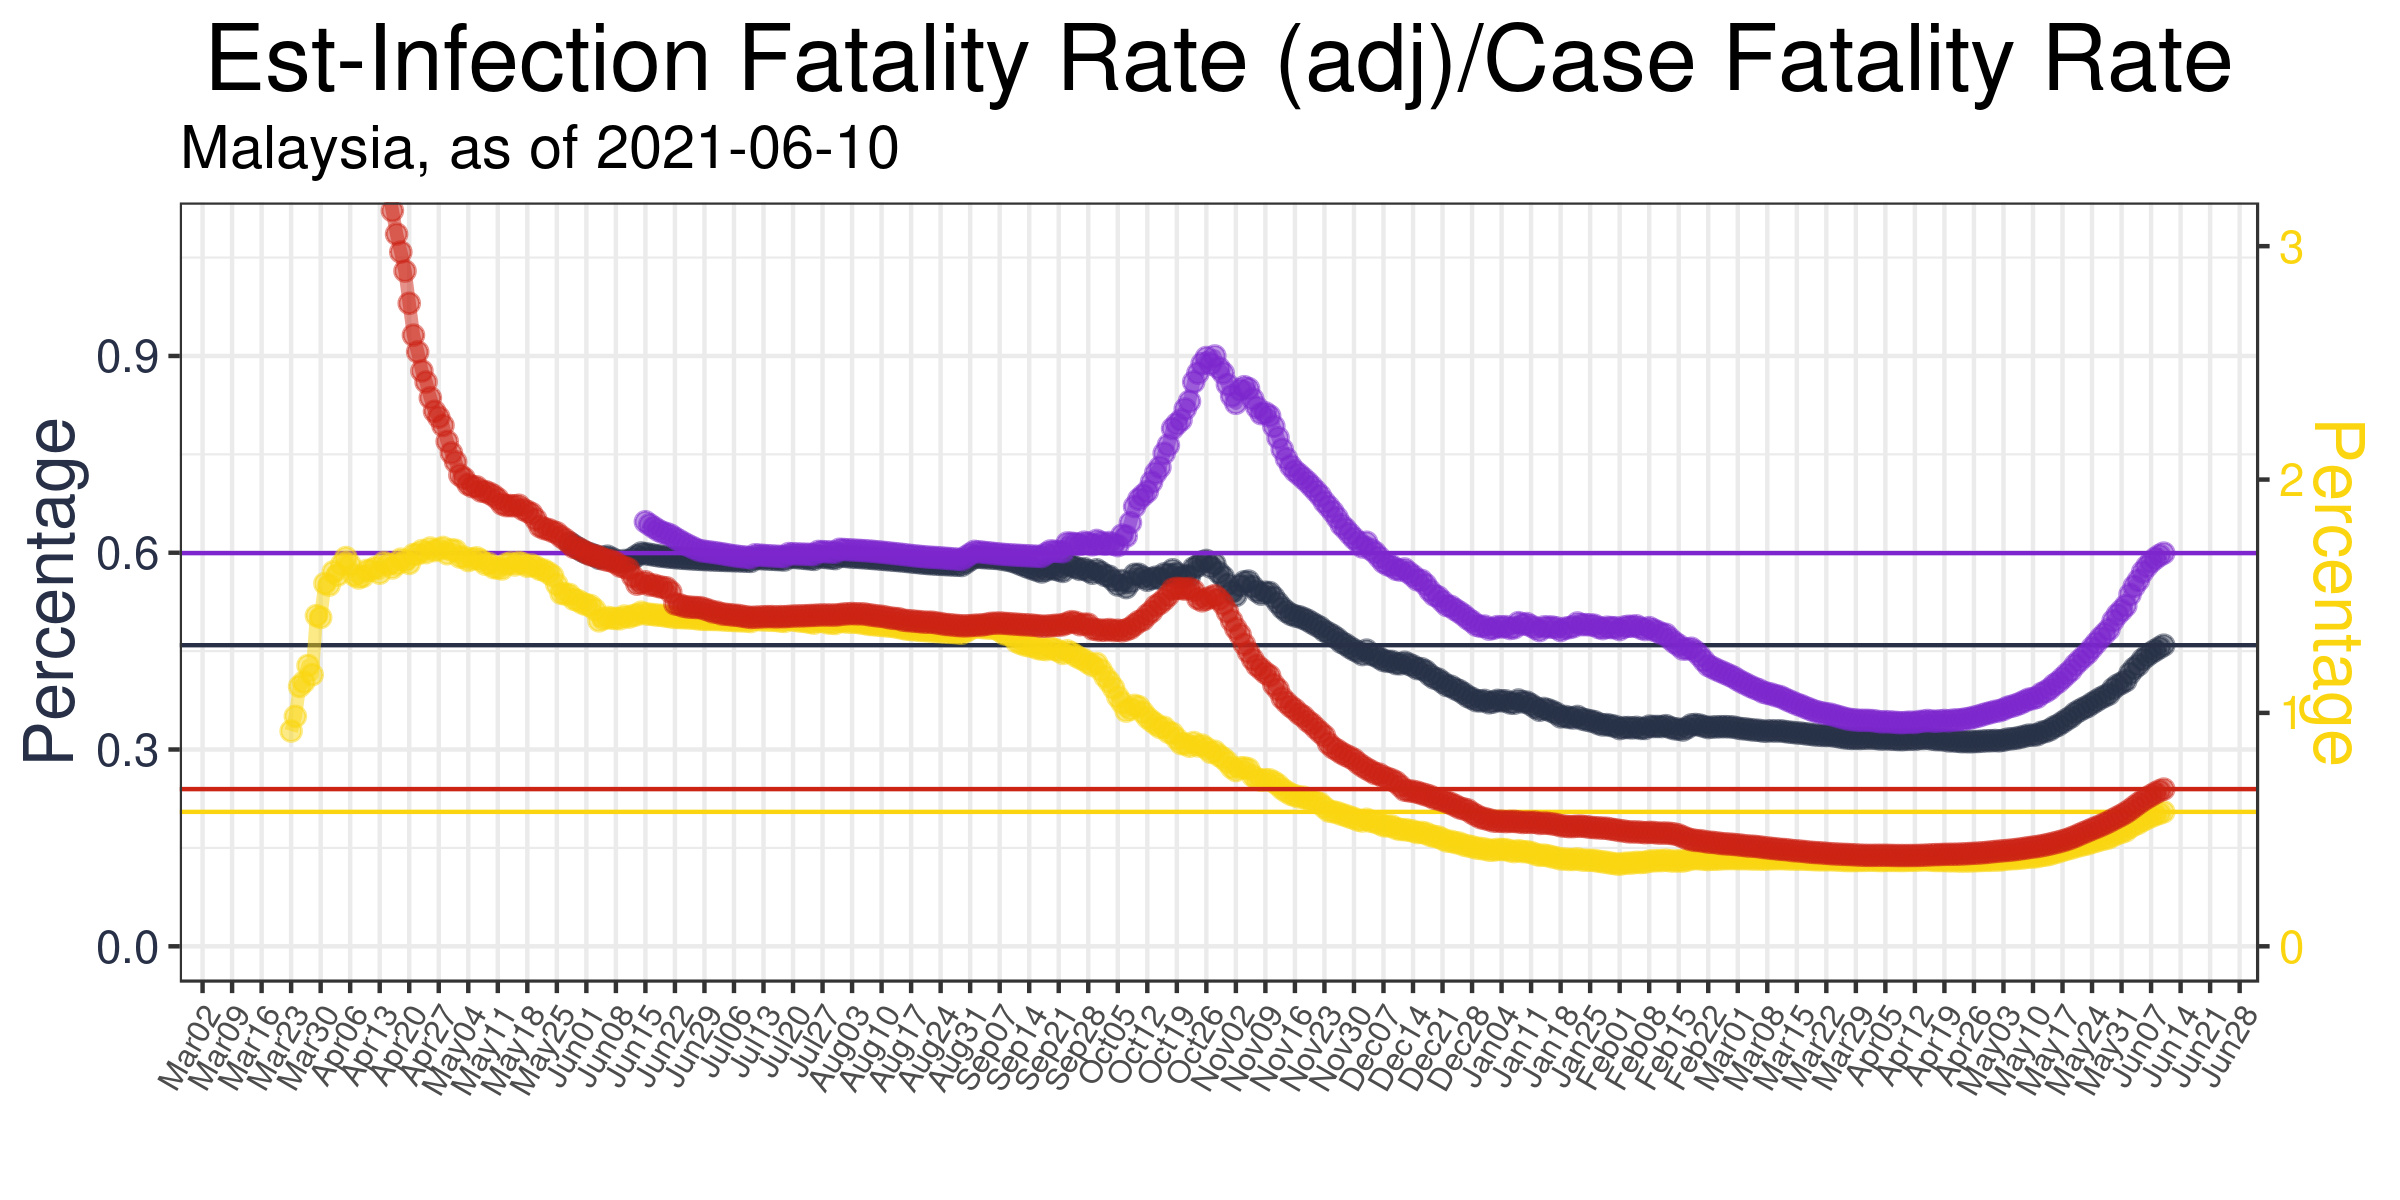 Est-Infection Fatality Rate (adj)/Case Fatality Rate
Malaysia, as of 2021-06-10
Percentage
0.9
0.6
0.3
0.0
3
2
1
0
Percentage
Mar02
Mar09
Mar16
Mar23
Mar30
Apr06
Apr13
Apr20
Apr27
May04
May11
May18
May25
Jun01
Jun08
Jun15
Jun22
Jun29
Jul06
Jul13
Jul20
Jul27
Aug03
Aug10
Aug17
Aug24
Aug31
Sep07
Sep14
Sep21
Sep28
Oct05
Oct12
Oct19
Oct26
Nov02
Nov09
Nov16
Nov23
Nov30
Dec07
Dec14
Dec21
Dec28
Jan04
Jan11
Jan18
Jan25
Feb01
Feb08
Feb15
Feb22
Mar01
Mar08
Mar15
Mar22
Mar29
Apr05
Apr12
Apr19
Apr26
May03
May10
May17
May24
May31
Jun07
Jun14
Jun21
Jun28